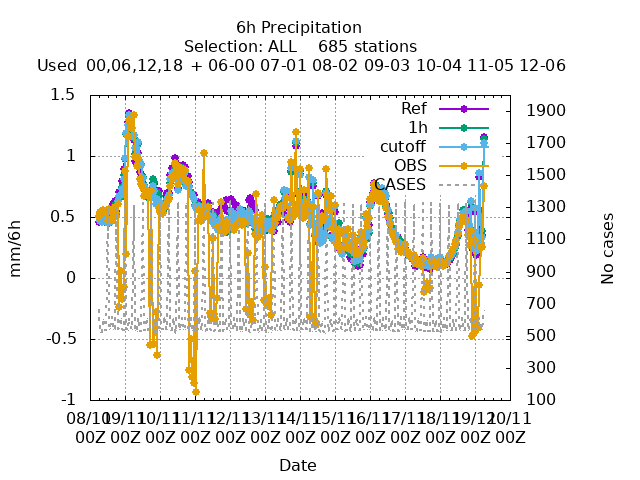 6h Precipitation
Selection: ALL 685 stations
Used 00,06,12,18 + 06-00 07-01 08-02 09-03 10-04 11-05 12-06
1.5
1
0.5
0
-0.5
-1
mm/6h
Ref
1h
cutoff
OBS
CASES
1900
1700
1500
1300
1100
900
700
500
300
100
No cases
08/11 09/11 10/11 11/11 12/11 13/11 14/11 15/11 16/11 17/11 18/11 19/11 20/11
00Z 00Z 00Z 00Z 00Z 00Z 00Z 00Z 00Z 00Z 00Z 00Z 00Z
Date